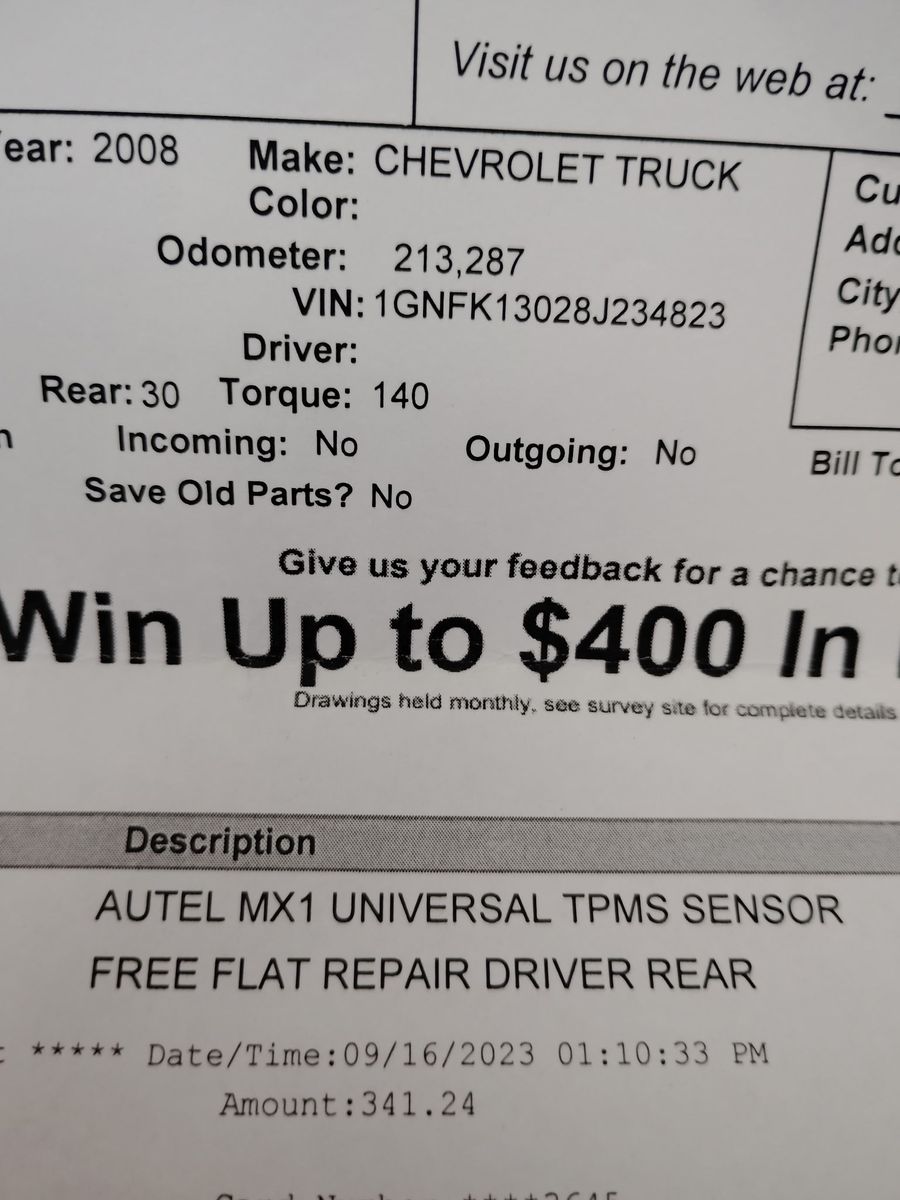 Visit us on the web at:
ear: 2008 Make: CHEVROLET TRUCK
Color:
Odometer: 213,287
VIN: 1GNFK13028J234823
Driver:
Rear: 30 Torque: 140
n Incoming: No Outgoing: No
Save Old Parts? No
Cu
Add
City
Phon
Bill To
Give us your feedback for a chance t
Win Up to $400 In
Drawings held monthly, see survey site for complete details
Description
AUTEL MX1 UNIVERSAL TPMS SENSOR
FREE FLAT REPAIR DRIVER REAR
***** Date/Time:09/16/2023 01:10:33 PM
Amount:341.24